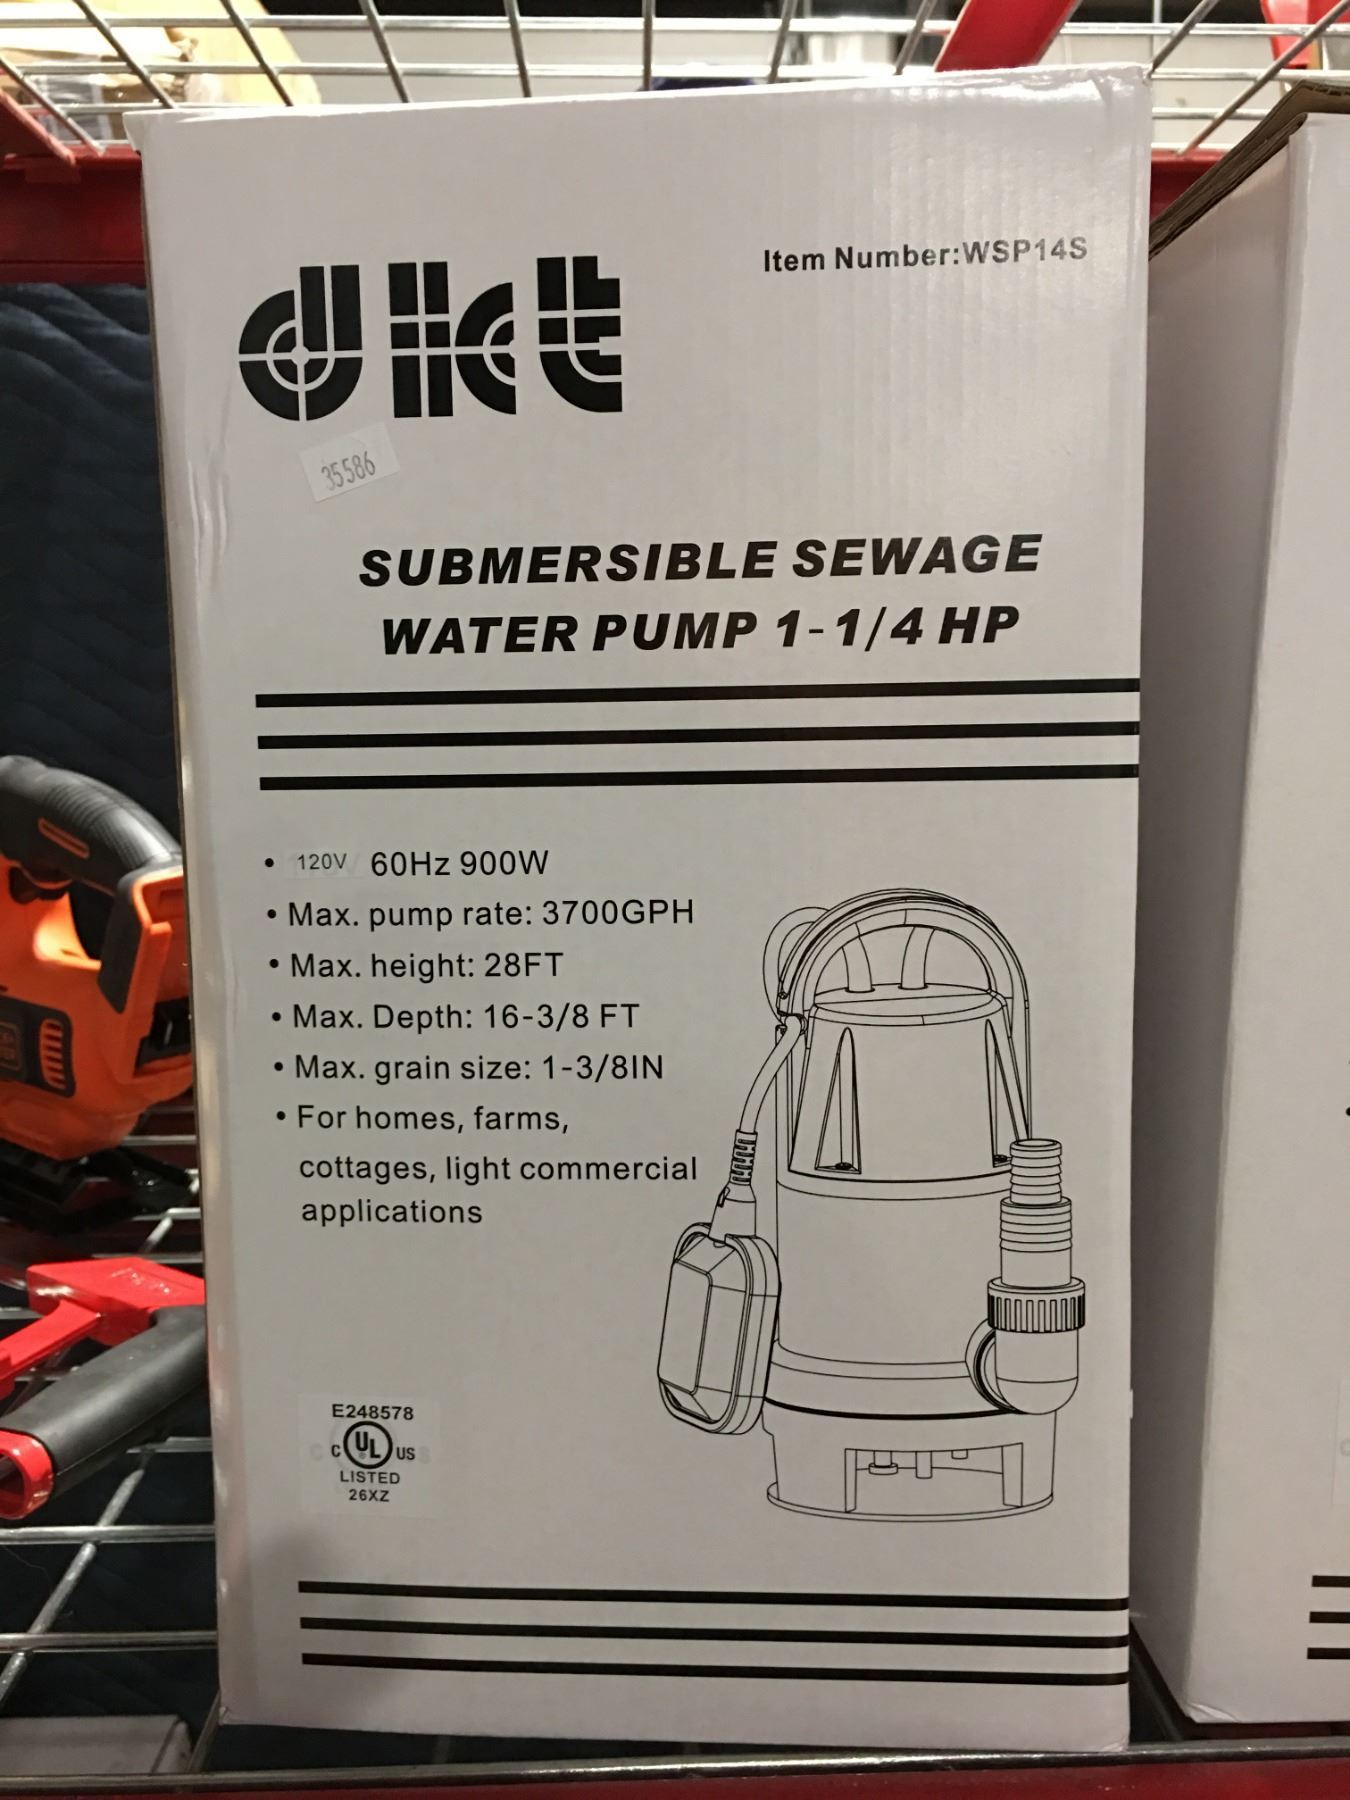 Item Number:WSP14S
dkt
35586
SUBMERSIBLE SEWAGE
WATER PUMP 1-1/4 HP
• 120V 60Hz 900W
• Max. pump rate: 3700GPH
• Max. height: 28FT
• Max. Depth: 16-3/8 FT
• Max. grain size: 1-3/8IN
• For homes, farms,
cottages, light commercial
applications
E248578
C UL US
LISTED
26XZ